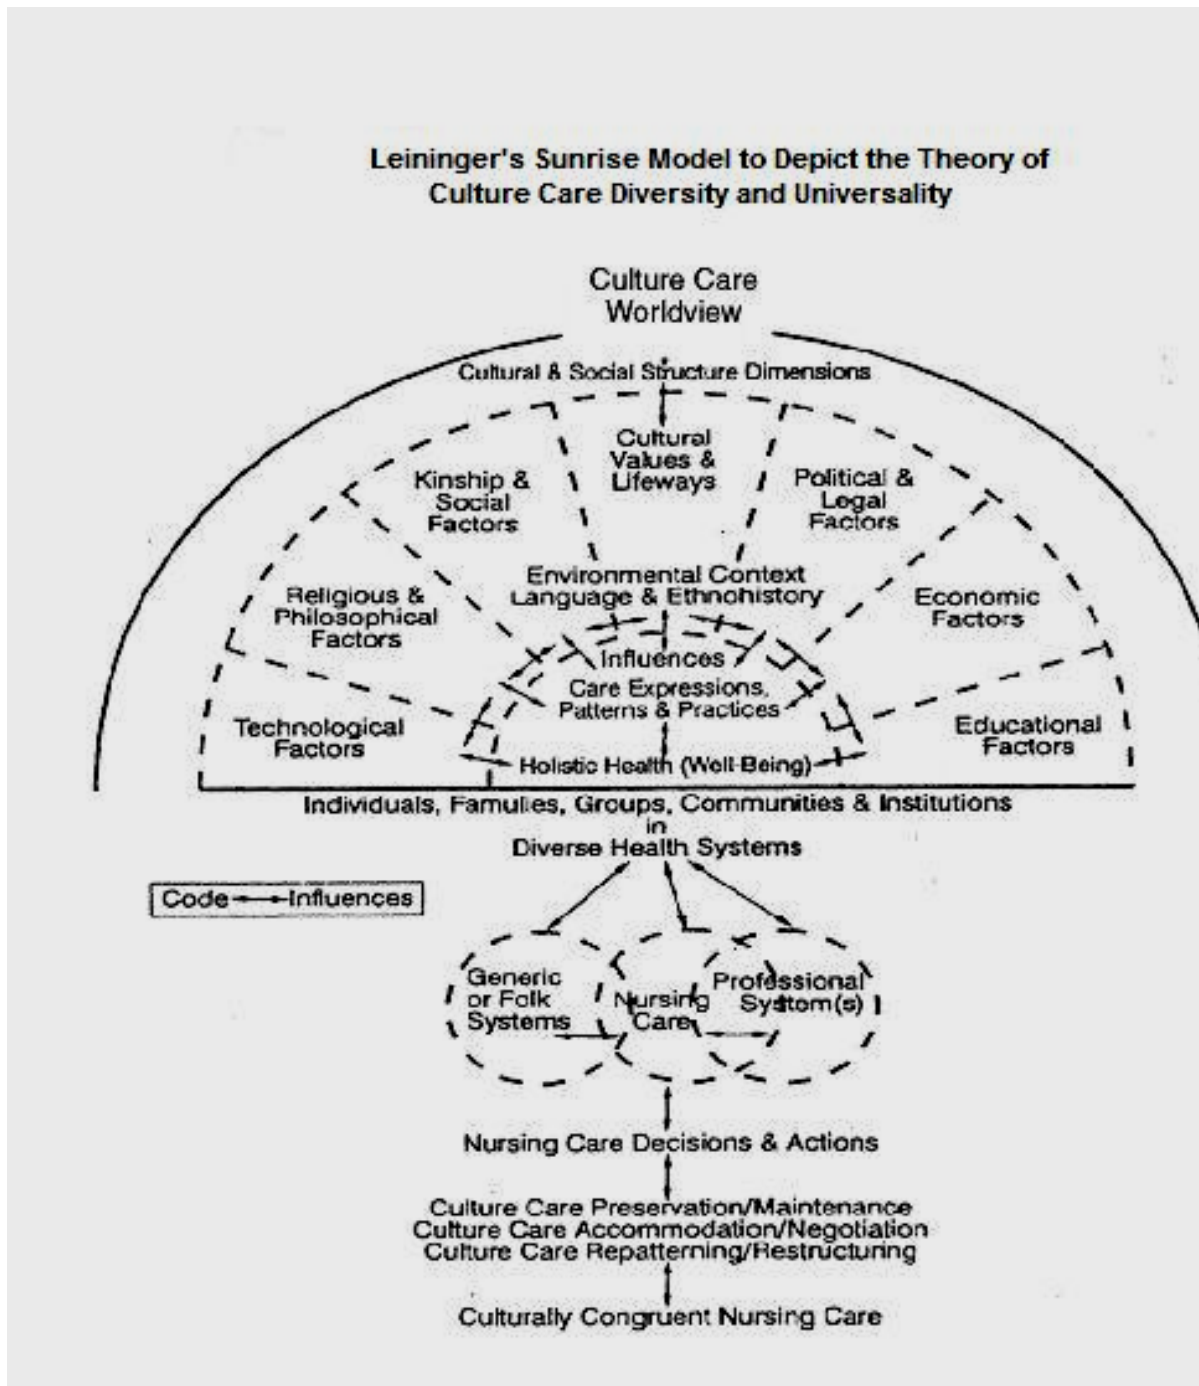 Leininger's Sunrise Model to Depict the Theory of
Culture Care Diversity and Universality
Culture Care
Worldview
Cultural & Social Structure Dimensions
Cultural
Values &
Lifeways
Kinship &
Social
Factors
Political &
Legal
Factors
Religious &
Philosophical
Factors
Environmental Context
Language & Ethnohistory
Economic
Factors
Technological
Factors
Influences
Care Expressions,
Patterns & Practices
Holistic Health (Well-Being)
Educational
Factors
Individuals, Families, Groups, Communities & Institutions
in
Diverse Health Systems
Code Influences
Generic
or Folk
Systems
Nursing
Care
Professional
System(s)
Nursing Care Decisions & Actions
Culture Care Preservation/Maintenance
Culture Care Accommodation/Negotiation
Culture Care Repatterning/Restructuring
Culturally Congruent Nursing Care